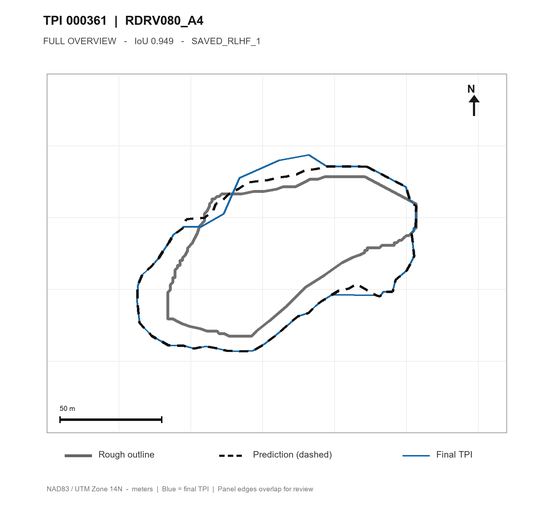 TPI 000361 | RDRV080_A4
FULL OVERVIEW - IoU 0.949 - SAVED_RLHF_1
N
50 m
Rough outline
Prediction (dashed)
Final TPI
NAD83 / UTM Zone 14N - meters | Blue = final TPI | Panel edges overlap for review